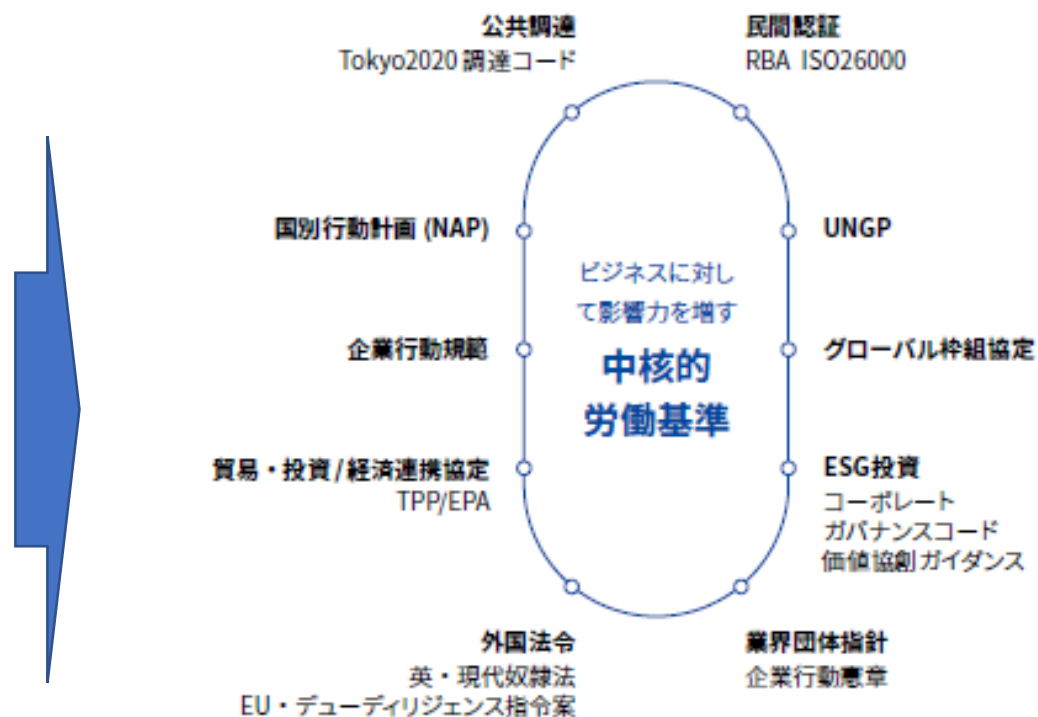 公共調達
Tokyo2020 調達コード
民間認証
RBA ISO26000
国別行動計画 (NAP)
UNGP
ビジネスに対し
て影響力を増す
中核的
労働基準
企業行動規範
グローバル枠組協定
貿易・投資/経済連携協定
TPP/EPA
ESG投資
コーポレート
ガバナンスコード
価値協創ガイダンス
外国法令
英・現代奴隷法
EU・デューディリジェンス指令案
業界団体指針
企業行動憲章